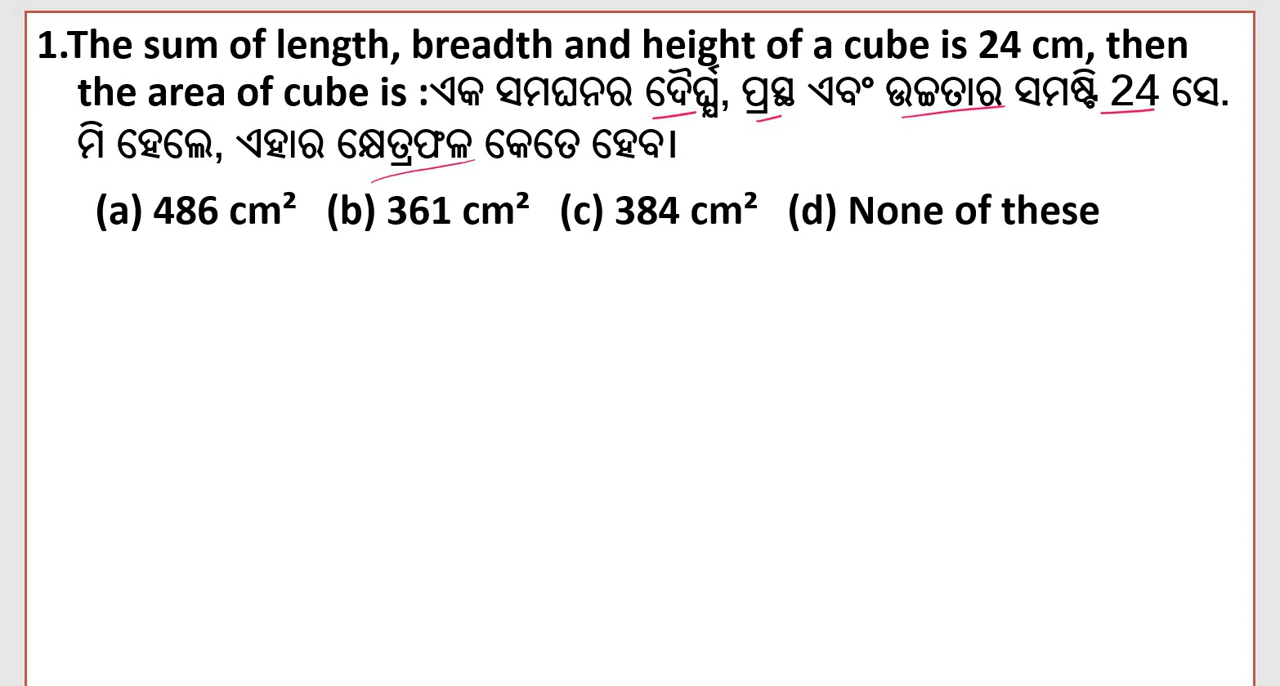 1.The sum of length, breadth and height of a cube is 24 cm, then
the area of cube is :ଏକ ସମଘନର ଦୈର୍ଘ୍ଯ, ପ୍ରସ୍ଥ ଏବଂ ଉଚ୍ଚତାର ସମଷ୍ଟି 24 ସେ.
ମି ହେଲେ, ଏହାର କ୍ଷେତ୍ରଫଳ କେତେ ହେବ।
(a) 486 cm² (b) 361 cm² (c) 384 cm² (d) None of these